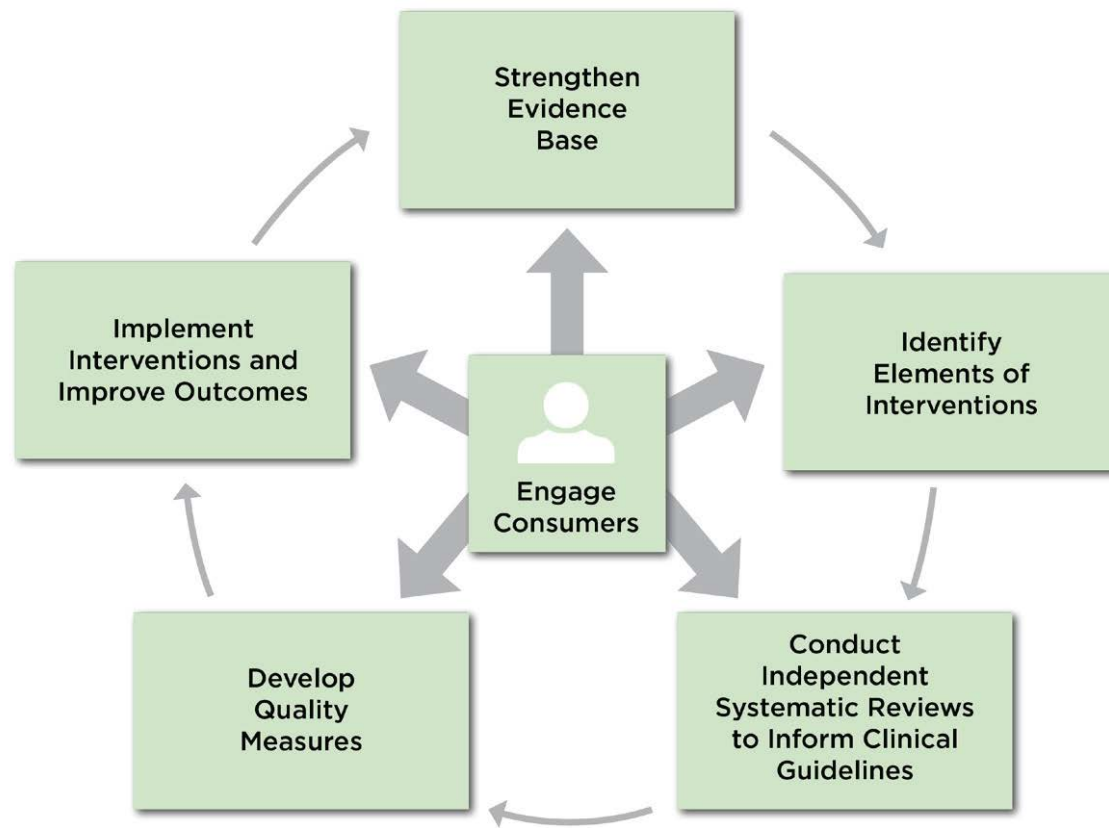 Strengthen
Evidence
Base
Identify
Elements of
Interventions
Conduct
Independent
Systematic Reviews
to Inform Clinical
Guidelines
Develop
Quality
Measures
Implement
Interventions and
Improve Outcomes
Engage
Consumers